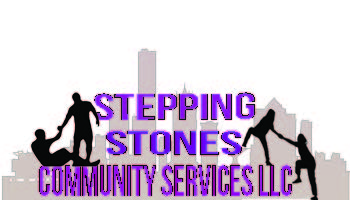 STEPPING
STONES
COMMUNITY SERVICES LLC